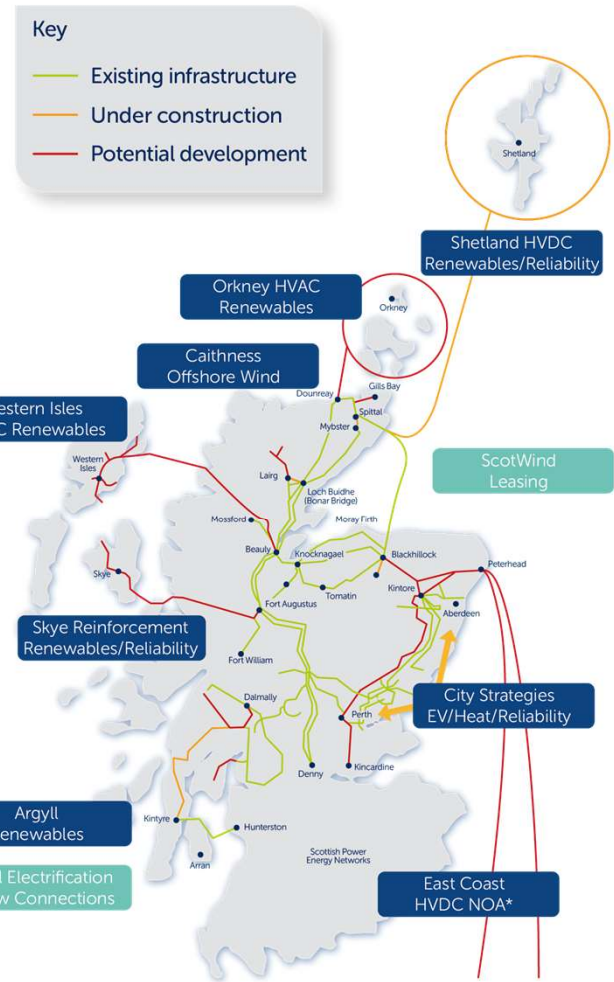 Key
Existing infrastructure
Under construction
Potential development
Shetland
Shetland HVDC
Renewables/Reliability
Orkney HVAC
Renewables
Orkney
Caithness
Offshore Wind
Dounreay
Gills Bay
Spittal
Mybster
estern Isles
C Renewables
Western
Isles
Lairg
Loch Buidhe
(Bonar Bridge)
ScotWind
Leasing
Mossford
Moray Firth
Beauly
Knocknagael
Blackhillock
Peterhead
Skye
Tomatin
Kintore
Aberdeen
Fort Augustus
Skye Reinforcement
Renewables/Reliability
Fort William
Dalmally
Perth
City Strategies
EV/Heat/Reliability
Denny
Kincardine
Argyll
enewables
Kintyre
Hunterston
Arran
Scottish Power
Energy Networks
l Electrification
w Connections
East Coast
HVDC NOA*